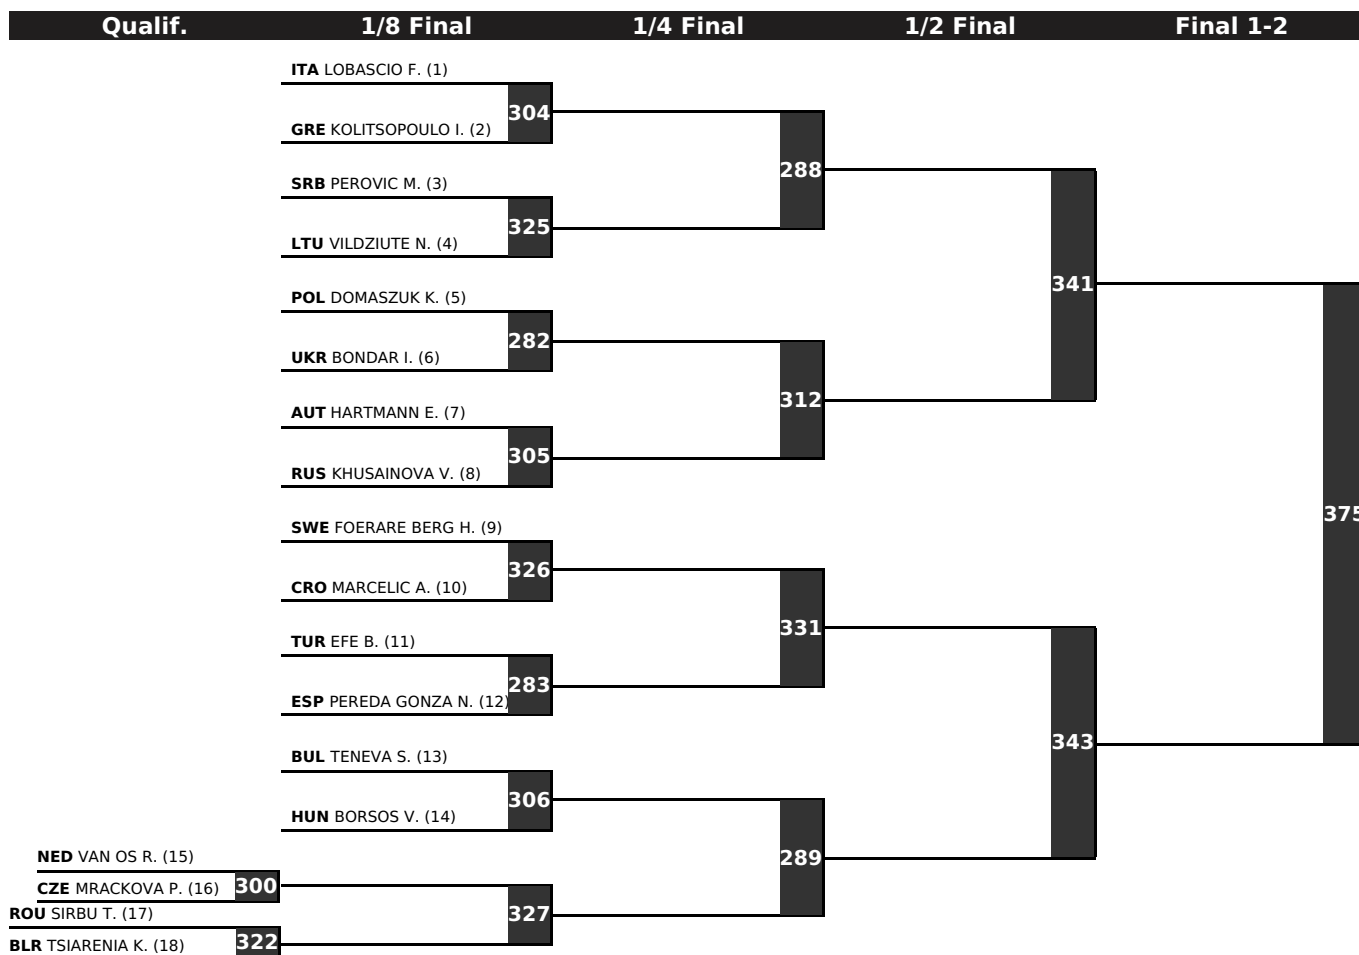 Qualif. 1/8 Final 1/4 Final 1/2 Final Final 1-2
ITA LOBASCIO F. (1)
304
GRE KOLITSOPOULO I. (2)
288
SRB PEROVIC M. (3)
325
LTU VILDZIUTE N. (4)
341
POL DOMASZUK K. (5)
282
UKR BONDAR I. (6)
312
AUT HARTMANN E. (7)
305
RUS KHUSAINOVA V. (8)
375
SWE FOERARE BERG H. (9)
326
CRO MARCELIC A. (10)
331
TUR EFE B. (11)
283
ESP PEREDA GONZA N. (12)
343
BUL TENEVA S. (13)
306
HUN BORSOS V. (14)
289
NED VAN OS R. (15)
CZE MRACKOVA P. (16) 300
ROU SIRBU T. (17)
327
BLR TSIARENIA K. (18) 322